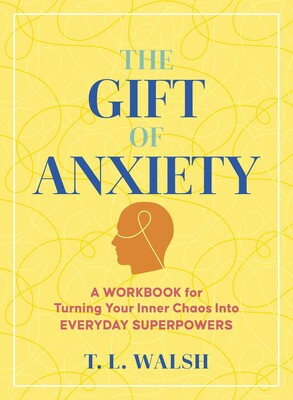 THE
GIFT
OF
ANXIETY
A WORKBOOK for
Turning Your Inner Chaos Into
EVERYDAY SUPERPOWERS
T. L. WALSH